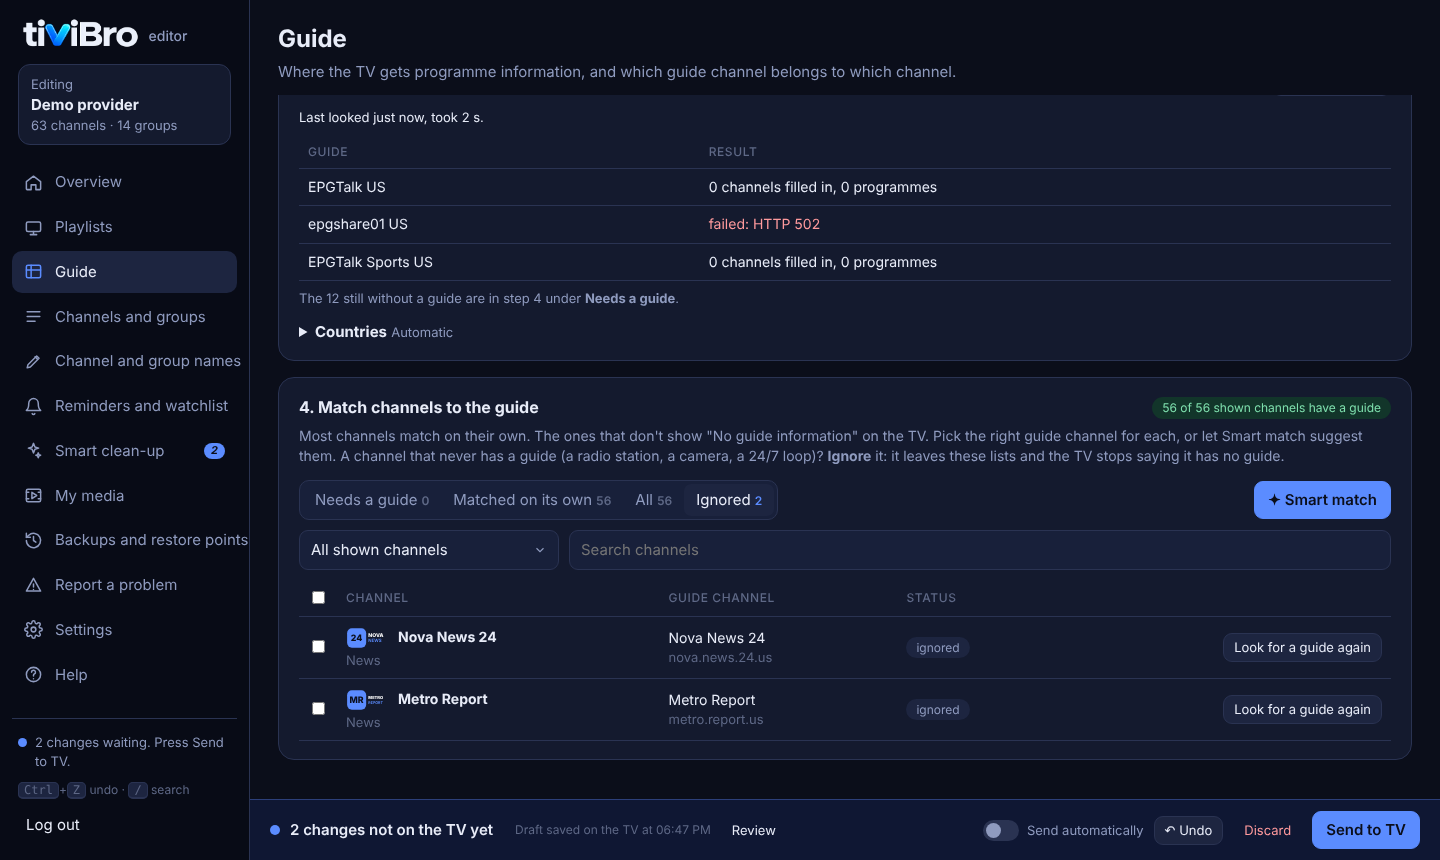 tiviBro editor
Editing
Demo provider
63 channels · 14 groups
Overview
Playlists
Guide
Channels and groups
Channel and group names
Reminders and watchlist
Smart clean-up 2
My media
Backups and restore points
Report a problem
Settings
Help
2 changes waiting. Press Send
to TV.
Ctrl+Z undo · / search
Log out
Guide
Where the TV gets programme information, and which guide channel belongs to which channel.
Last looked just now, took 2 s.
GUIDE RESULT
EPGTalk US 0 channels filled in, 0 programmes
epgshare01 US failed: HTTP 502
EPGTalk Sports US 0 channels filled in, 0 programmes
The 12 still without a guide are in step 4 under Needs a guide.
Countries Automatic
4. Match channels to the guide 56 of 56 shown channels have a guide
Most channels match on their own. The ones that don't show "No guide information" on the TV. Pick the right guide channel for each, or let Smart match suggest
them. A channel that never has a guide (a radio station, a camera, a 24/7 loop)? Ignore it: it leaves these lists and the TV stops saying it has no guide.
Needs a guide 0 Matched on its own 56 All 56 Ignored 2 ✦ Smart match
All shown channels Search channels
CHANNEL GUIDE CHANNEL STATUS
24 NOVA NEWS Nova News 24 Nova News 24 ignored Look for a guide again
News nova.news.24.us
MR METRO REPORT Metro Report Metro Report ignored Look for a guide again
News metro.report.us
2 changes not on the TV yet Draft saved on the TV at 06:47 PM Review Send automatically ↶ Undo Discard Send to TV